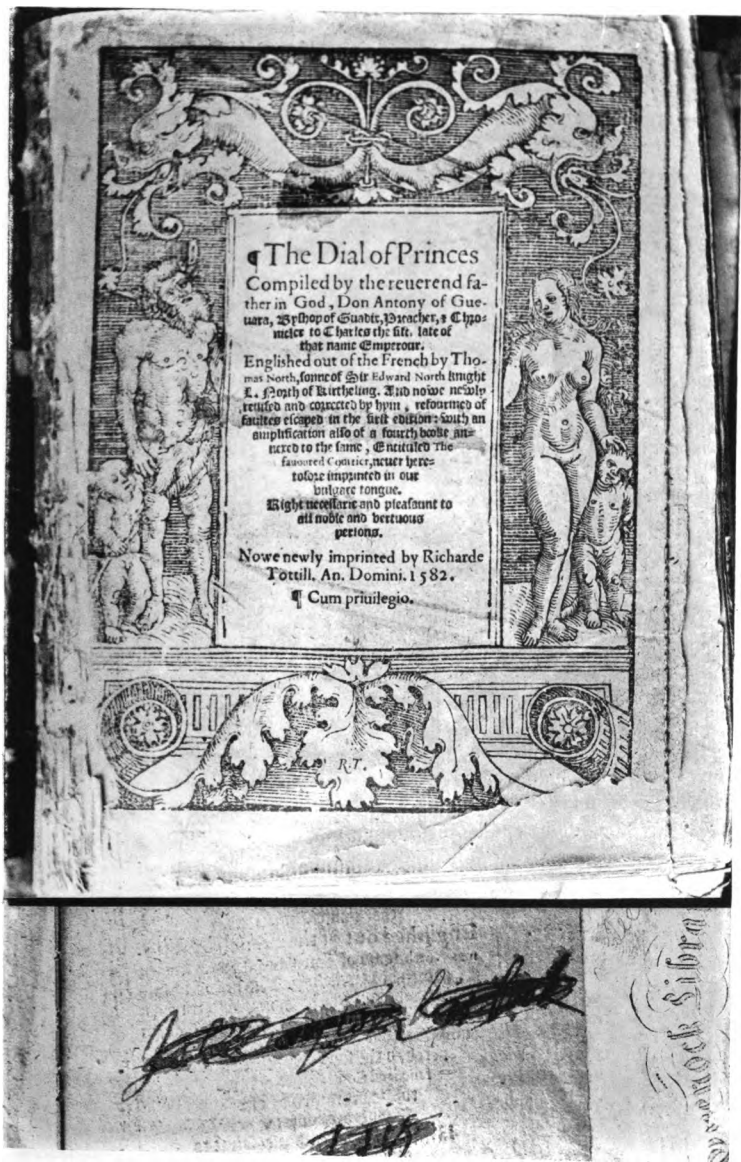 ¶ The Dial of Princes
Compiled by the reuerend fa-
ther in God, Don Antony of Gue-
uara, Byshop of Guadix, Preacher, & Chro-
nicler to Charles the fift, late of
that name Emperour.
Englished out of the French by Tho-
mas North, sonne of Sir Edward North knight
L. North of Kirtheling. And nowe newly
reuised and corrected by hym, refourmed of
faultes escaped in the first edition: with an
amplification also of a fourth booke an-
nexed to the same, Entituled The
fauoured Courtier, neuer here-
tofore imprinted in our
vulgare tongue.
Right necessarie and pleasaunt to
all noble and vertuous
persons.
Nowe newly imprinted by Richarde
Tottill. An. Domini. 1582.
¶ Cum priuilegio.
R.T.